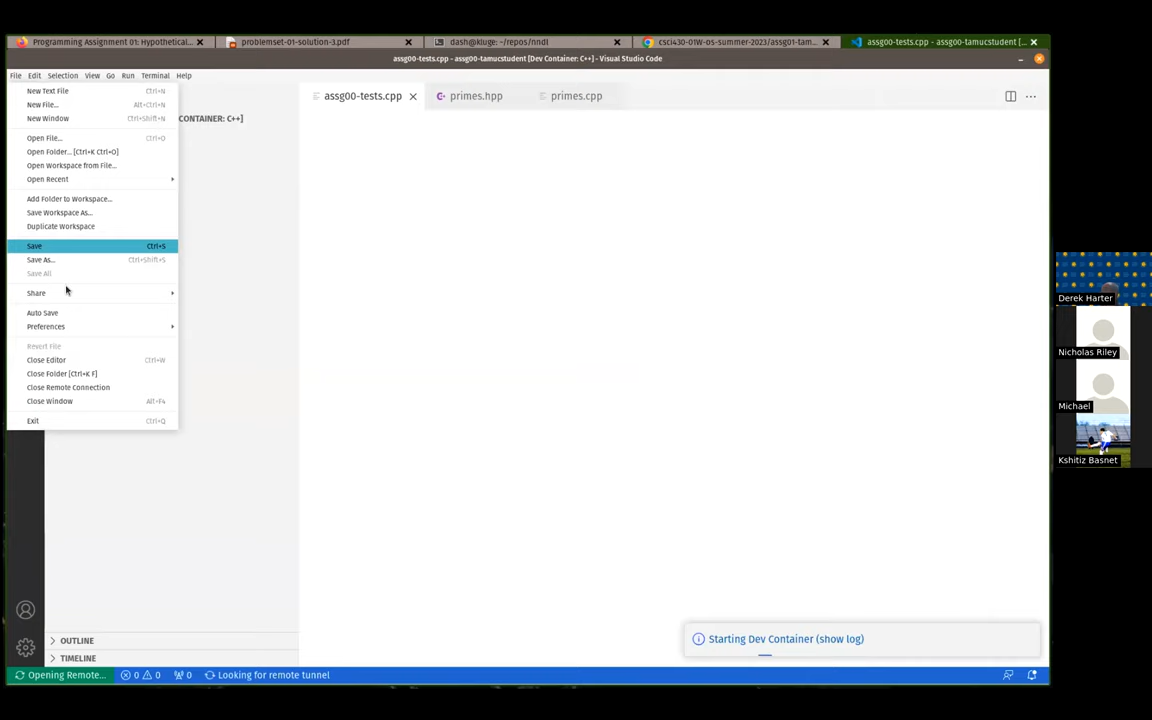 Programming Assignment 01: Hypothetical...
problemset-01-solution-3.pdf
dash@kluge: ~/repos/nndl
csci430-01W-os-summer-2023/assg01-tam...
assg00-tests.cpp - assg00-tamucstudent [...
assg00-tests.cpp - assg00-tamucstudent [Dev Container: C++] - Visual Studio Code
File Edit Selection View Go Run Terminal Help
New Text File Ctrl+N
New File... Alt+Ctrl+N
New Window Ctrl+Shift+N
Open File... Ctrl+O
Open Folder... [Ctrl+K Ctrl+O]
Open Workspace from File...
Open Recent
Add Folder to Workspace...
Save Workspace As...
Duplicate Workspace
Save Ctrl+S
Save As... Ctrl+Shift+S
Save All
Share
Auto Save
Preferences
Revert File
Close Editor Ctrl+W
Close Folder [Ctrl+K F]
Close Remote Connection
Close Window Alt+F4
Exit Ctrl+Q
CONTAINER: C++]
assg00-tests.cpp
primes.hpp
primes.cpp
Derek Harter
Nicholas Riley
Michael
Kshitiz Basnet
OUTLINE
TIMELINE
Starting Dev Container (show log)
Opening Remote... 0 0 0 Looking for remote tunnel